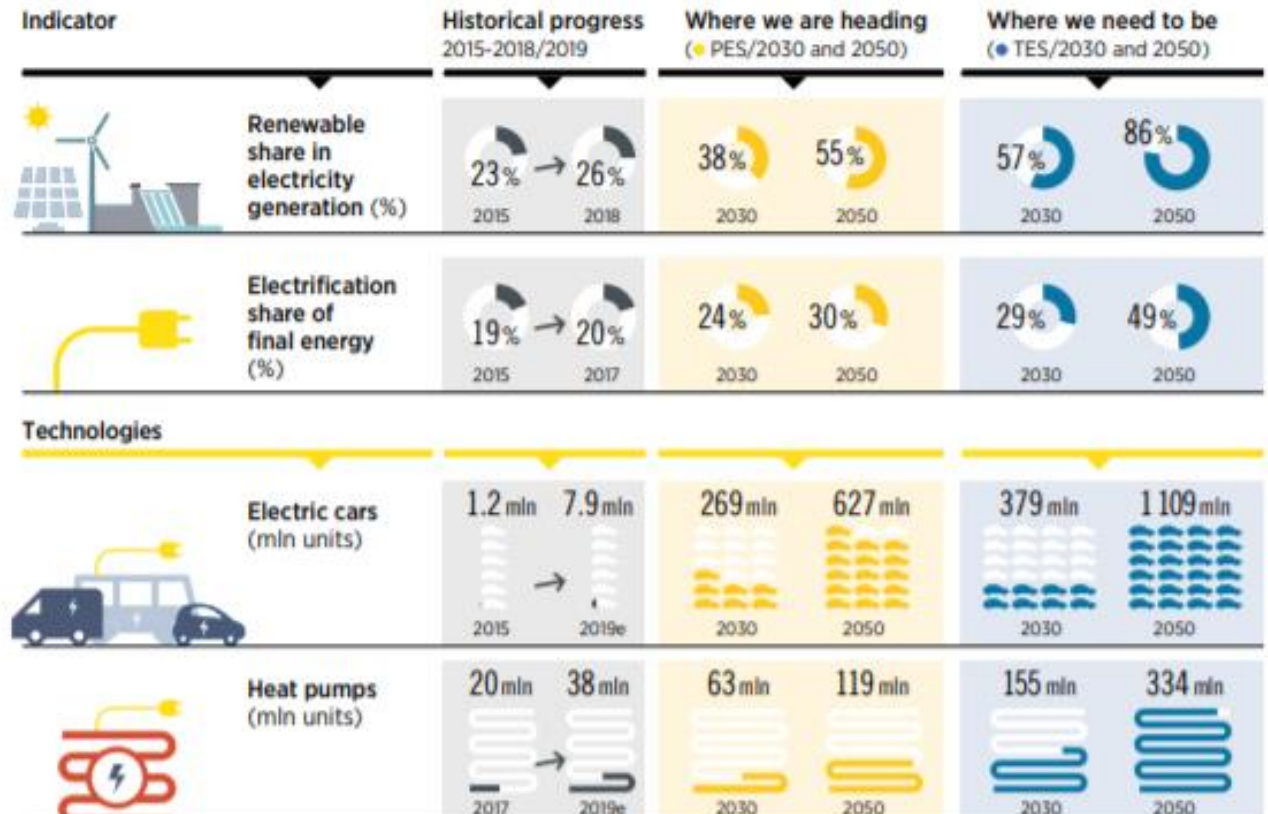 Indicator
Historical progress
2015-2018/2019
Where we are heading
(● PES/2030 and 2050)
Where we need to be
(● TES/2030 and 2050)
Renewable
share in
electricity
generation (%)
23% → 26%
2015 2018
38% 55%
2030 2050
57% 86%
2030 2050
Electrification
share of
final energy
(%)
19% → 20%
2015 2017
24% 30%
2030 2050
29% 49%
2030 2050
Technologies
Electric cars
(mln units)
1.2 mln 7.9 mln
→
2015 2019e
269 mln 627 mln
2030 2050
379 mln 1 109 mln
2030 2050
Heat pumps
(mln units)
20 mln 38 mln
→
2017 2019e
63 mln 119 mln
2030 2050
155 mln 334 mln
2030 2050